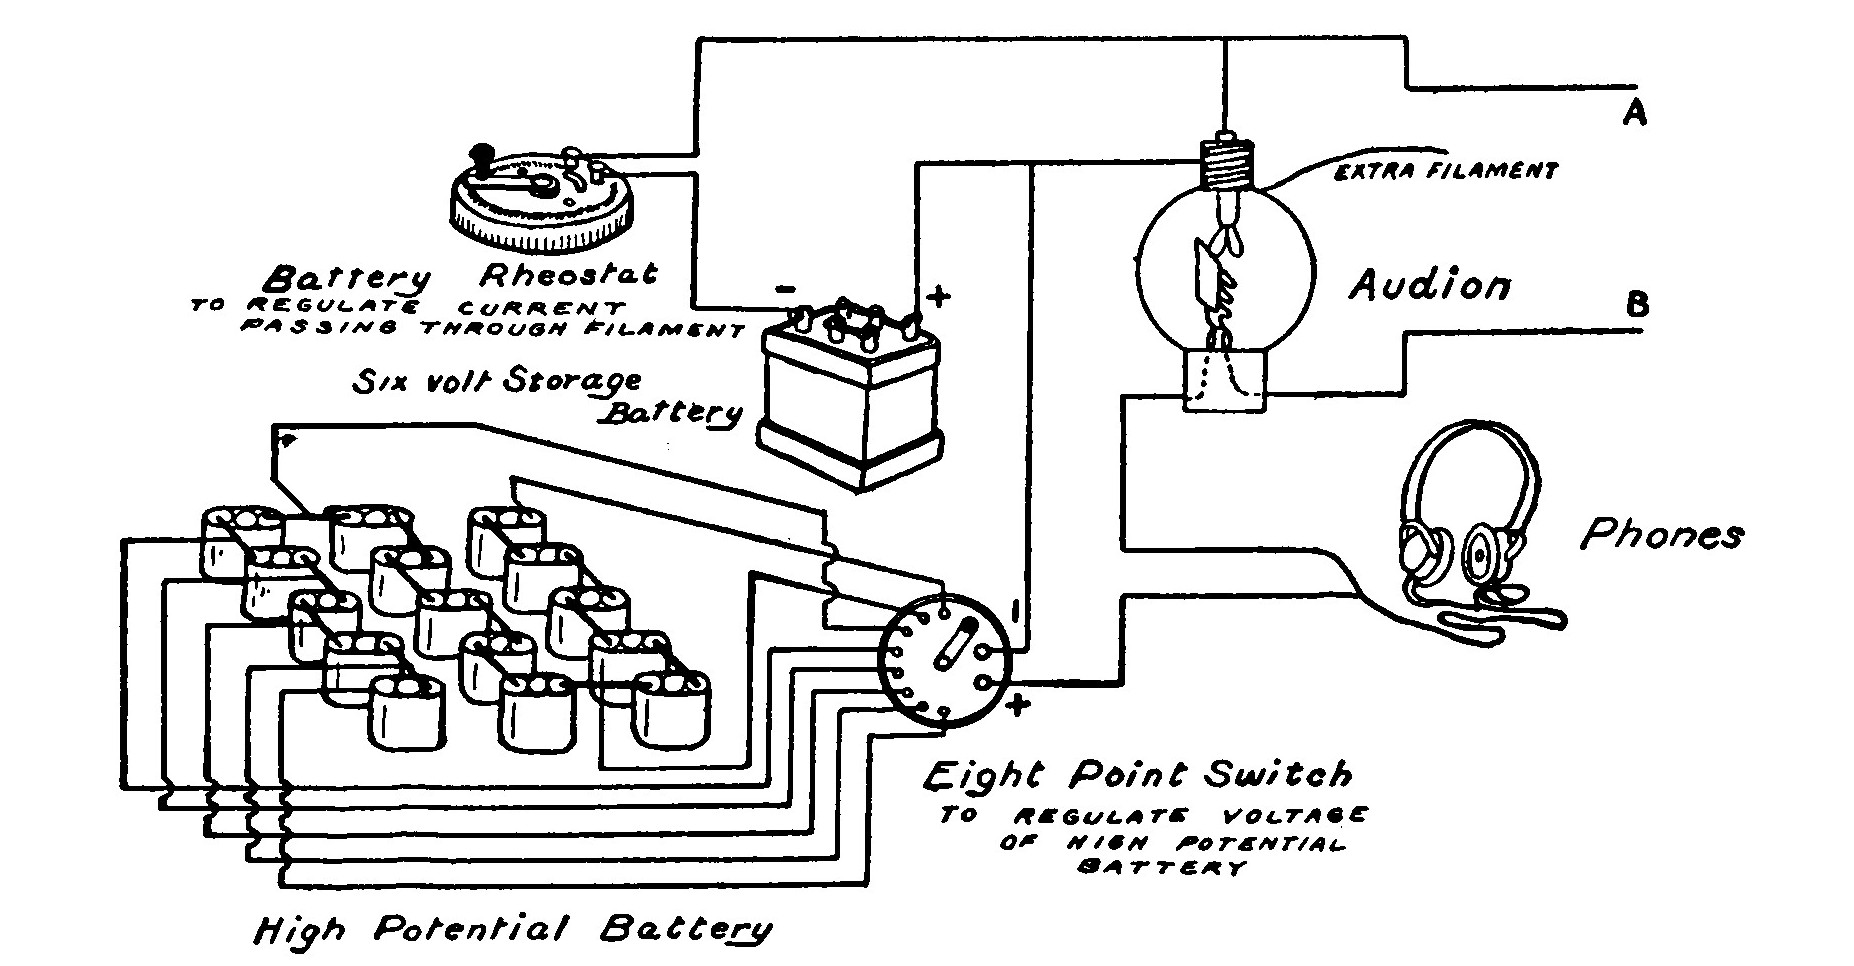 A
EXTRA FILAMENT
Battery Rheostat
TO REGULATE CURRENT
PASSING THROUGH FILAMENT
-
+
Audion
B
Six volt Storage
Battery
Phones
-
+
Eight Point Switch
TO REGULATE VOLTAGE
OF HIGH POTENTIAL
BATTERY
High Potential Battery